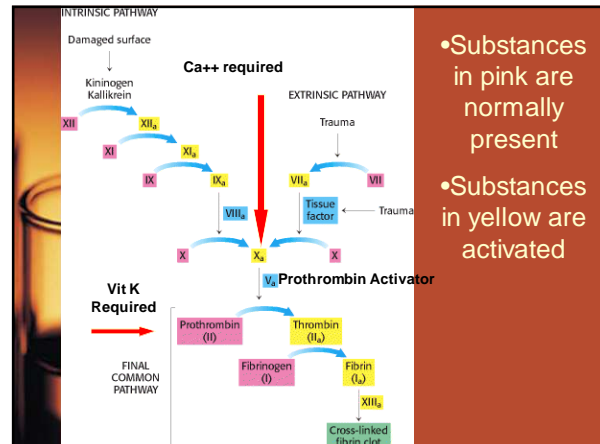 INTRINSIC PATHWAY
Damaged surface
Kininogen
Kallikrein
Ca++ required
EXTRINSIC PATHWAY
Trauma
XII
XIIa
XI
XIa
IX
IXa
VIIa
VII
VIIIa
Tissue
factor
Trauma
X
Xa
X
Va
Prothrombin Activator
Vit K
Required
Prothrombin
(II)
Thrombin
(IIa)
Fibrinogen
(I)
Fibrin
(Ia)
FINAL
COMMON
PATHWAY
XIIIa
Cross-linked
fibrin clot
•Substances
in pink are
normally
present
•Substances
in yellow are
activated